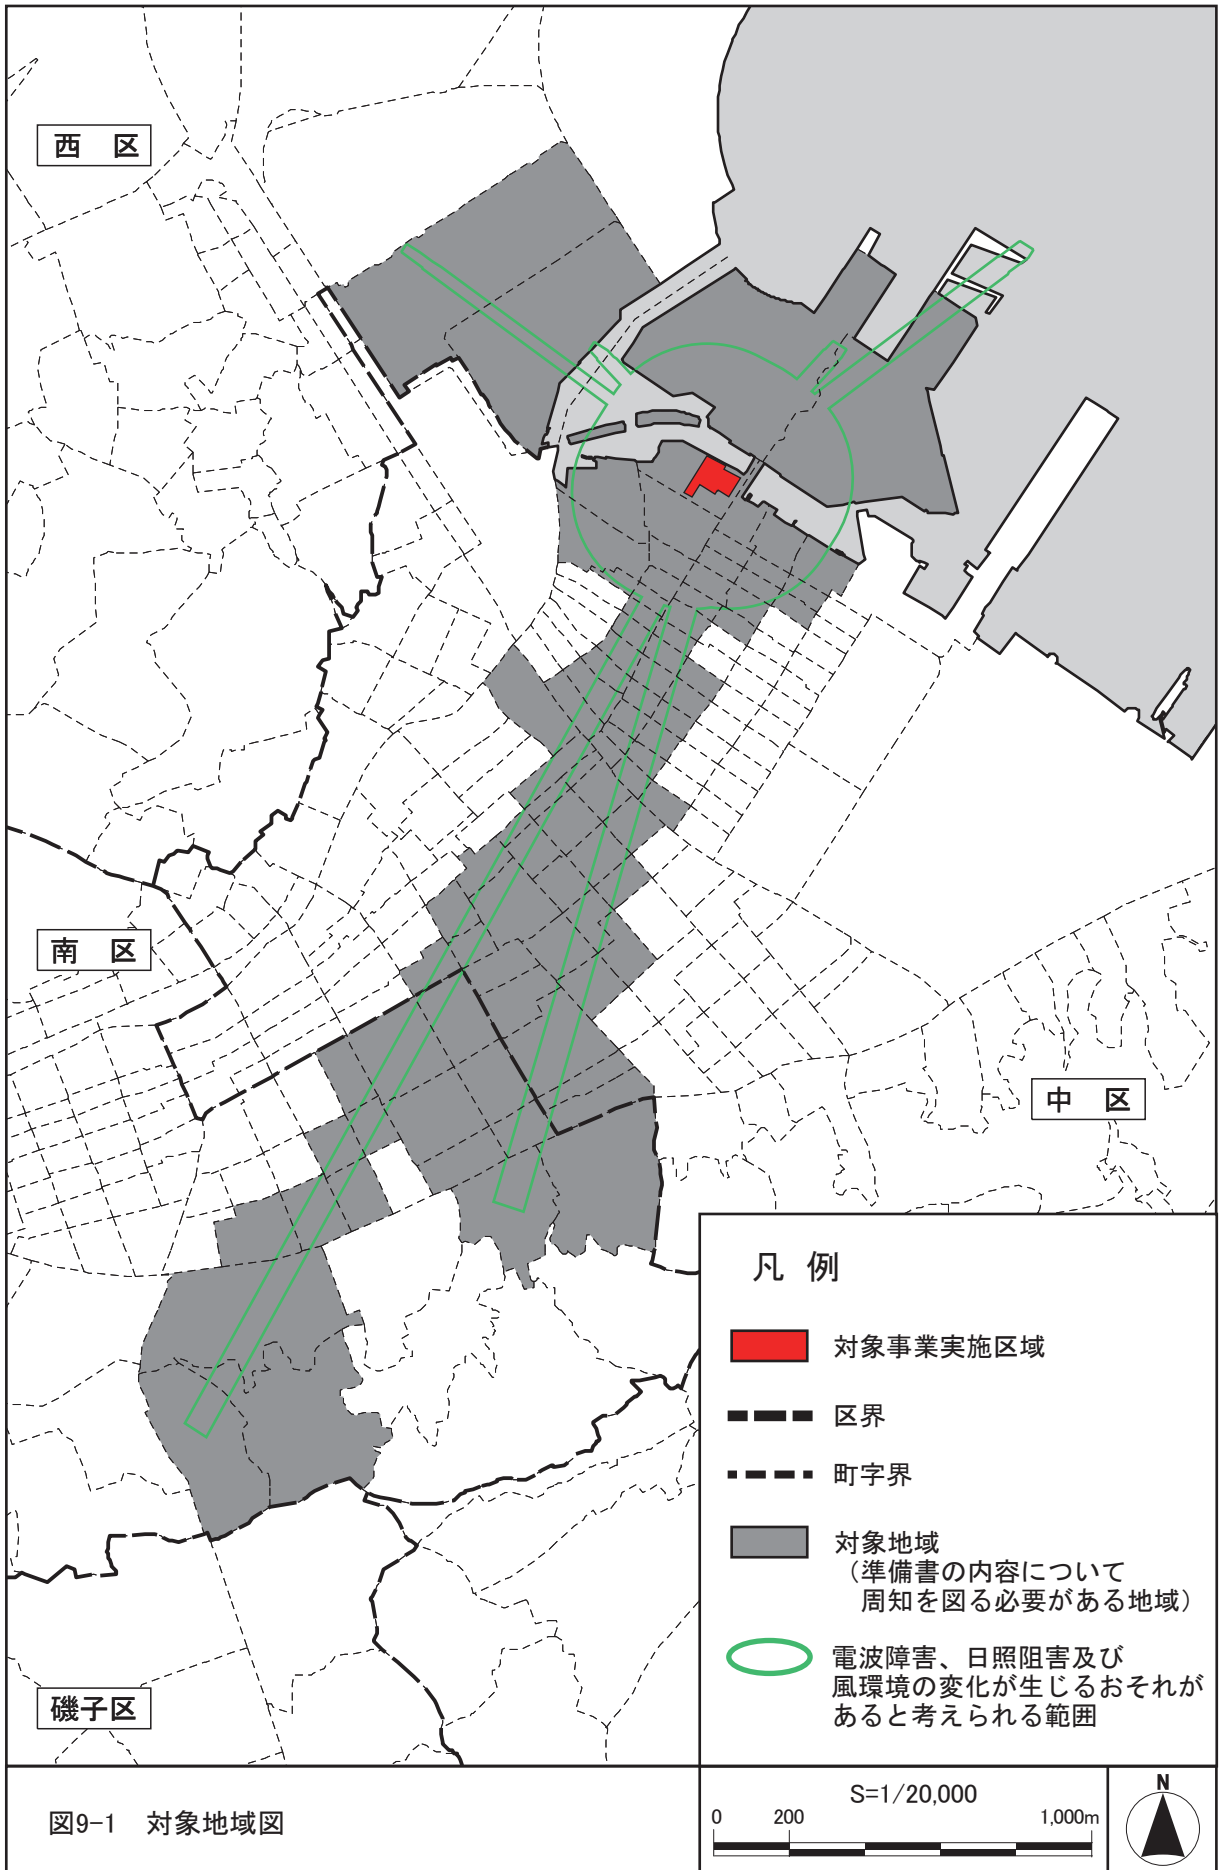 西 区
南 区
中 区
磯子区
凡 例
対象事業実施区域
区界
町字界
対象地域
（準備書の内容について
周知を図る必要がある地域）
電波障害、日照阻害及び
風環境の変化が生じるおそれが
あると考えられる範囲
図9-1 対象地域図
S=1/20,000
0 200 1,000m
N